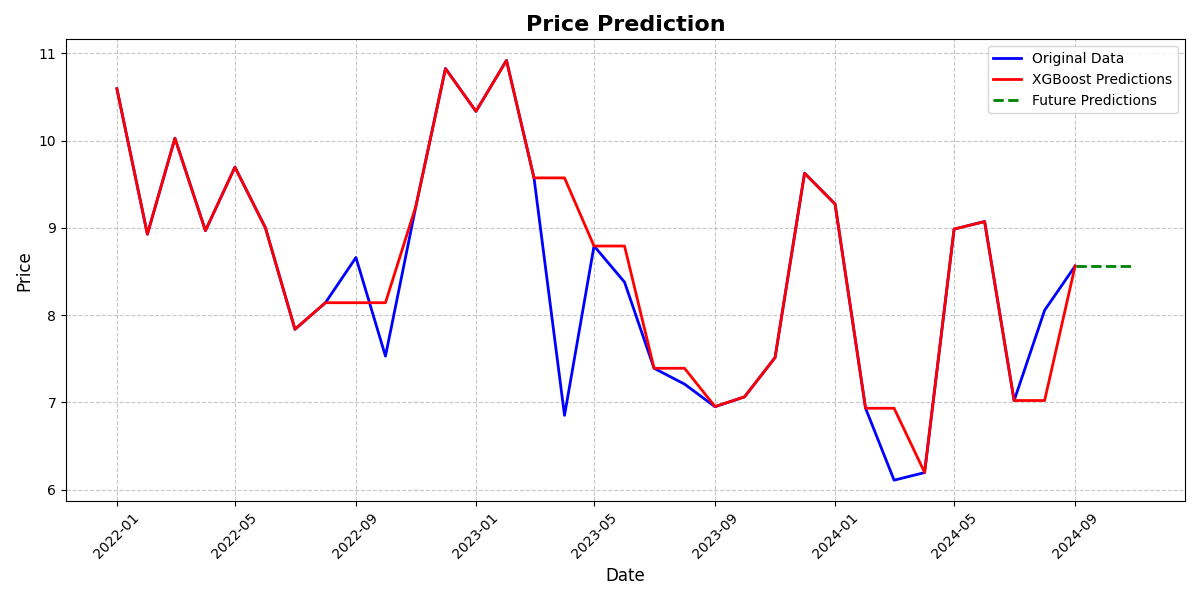 Price Prediction
Original Data
XGBoost Predictions
Future Predictions
Price
11
10
9
8
7
6
2022-01
2022-05
2022-09
2023-01
2023-05
2023-09
2024-01
2024-05
2024-09
Date